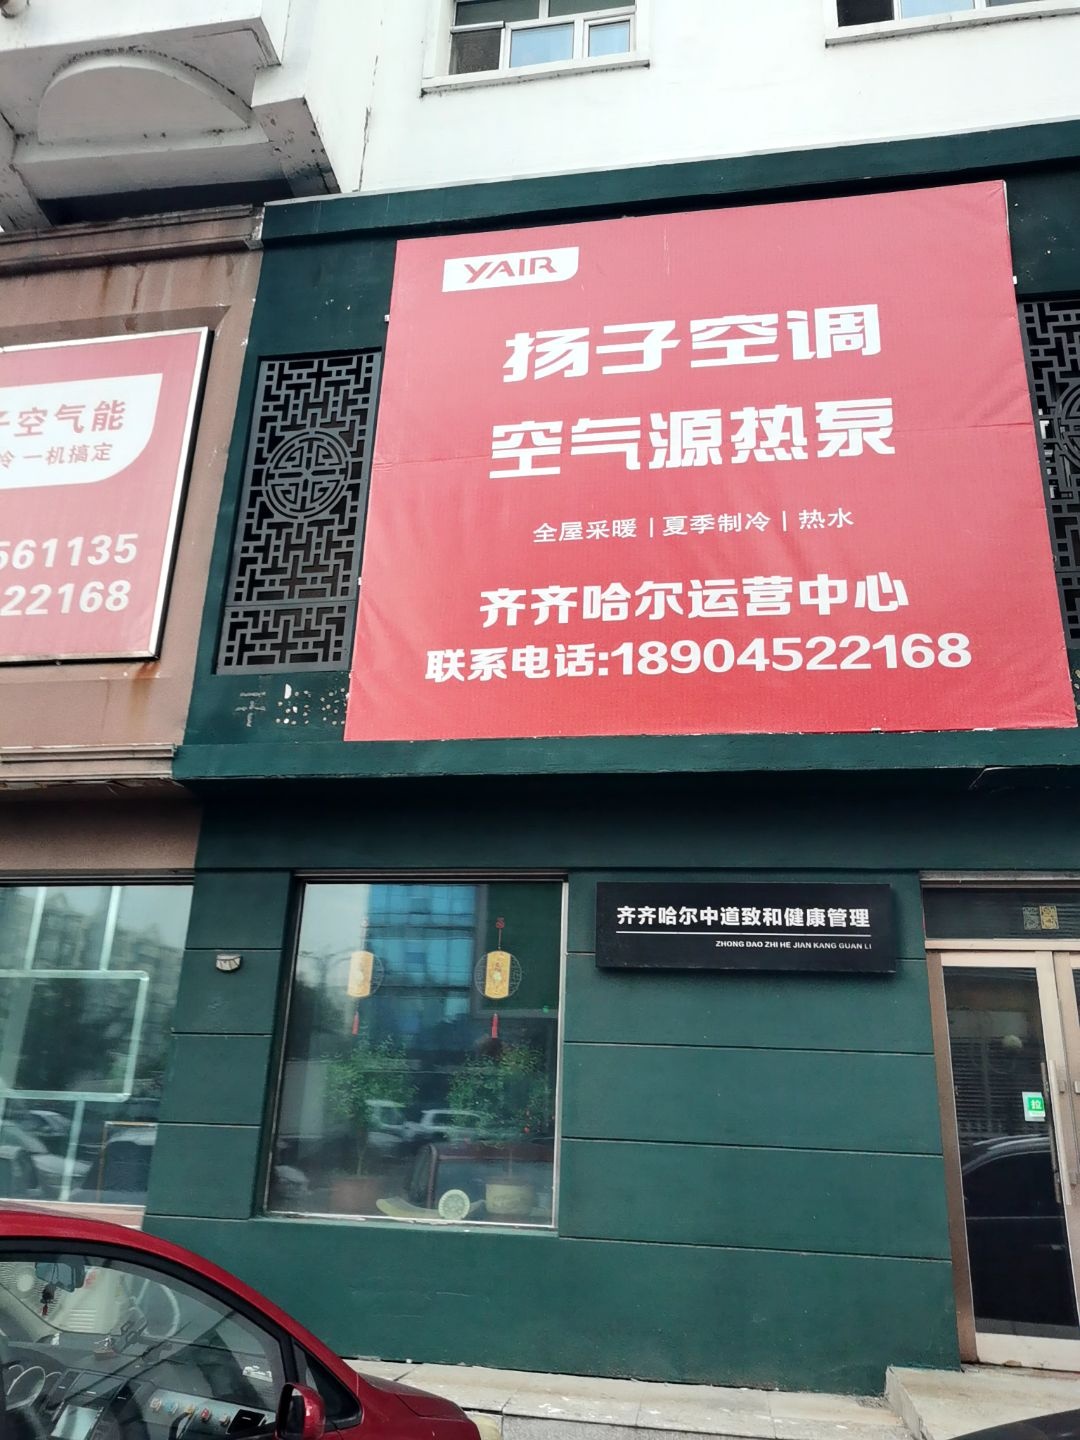 YAIR
扬子空调
空气源热泵
全屋采暖 | 夏季制冷 | 热水
齐齐哈尔运营中心
联系电话:18904522168
子空气能
冷 一机搞定
561135
22168
齐齐哈尔中道致和健康管理
ZHONG DAO ZHI HE JIAN KANG GUAN LI